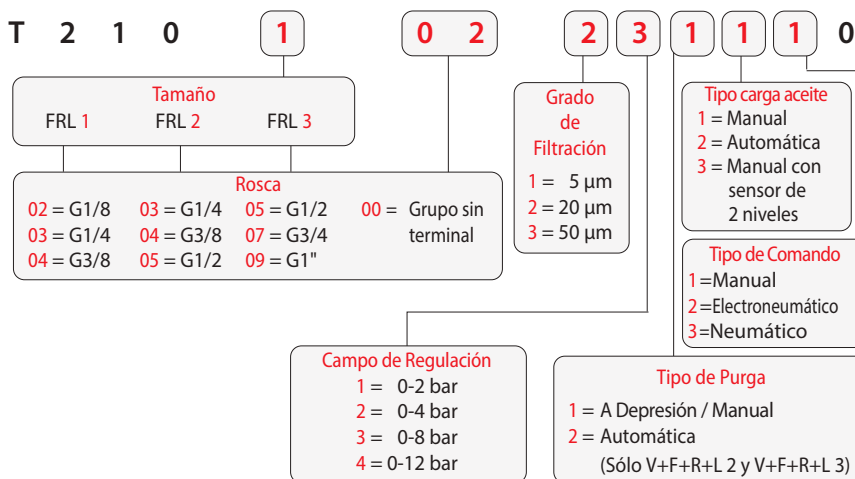 T 2 1 0 1 0 2 2 3 1 1 1 0
Tamaño
FRL 1 FRL 2 FRL 3
Rosca
02 = G1/8 03 = G1/4 05 = G1/2 00 = Grupo sin
03 = G1/4 04 = G3/8 07 = G3/4 terminal
04 = G3/8 05 = G1/2 09 = G1"
Grado
de
Filtración
1 = 5 µm
2 = 20 µm
3 = 50 µm
Tipo carga aceite
1 = Manual
2 = Automática
3 = Manual con
sensor de
2 niveles
Tipo de Comando
1 =Manual
2 =Electroneumático
3 =Neumático
Campo de Regulación
1 = 0-2 bar
2 = 0-4 bar
3 = 0-8 bar
4 = 0-12 bar
Tipo de Purga
1 = A Depresión / Manual
2 = Automática
(Sólo V+F+R+L 2 y V+F+R+L 3)